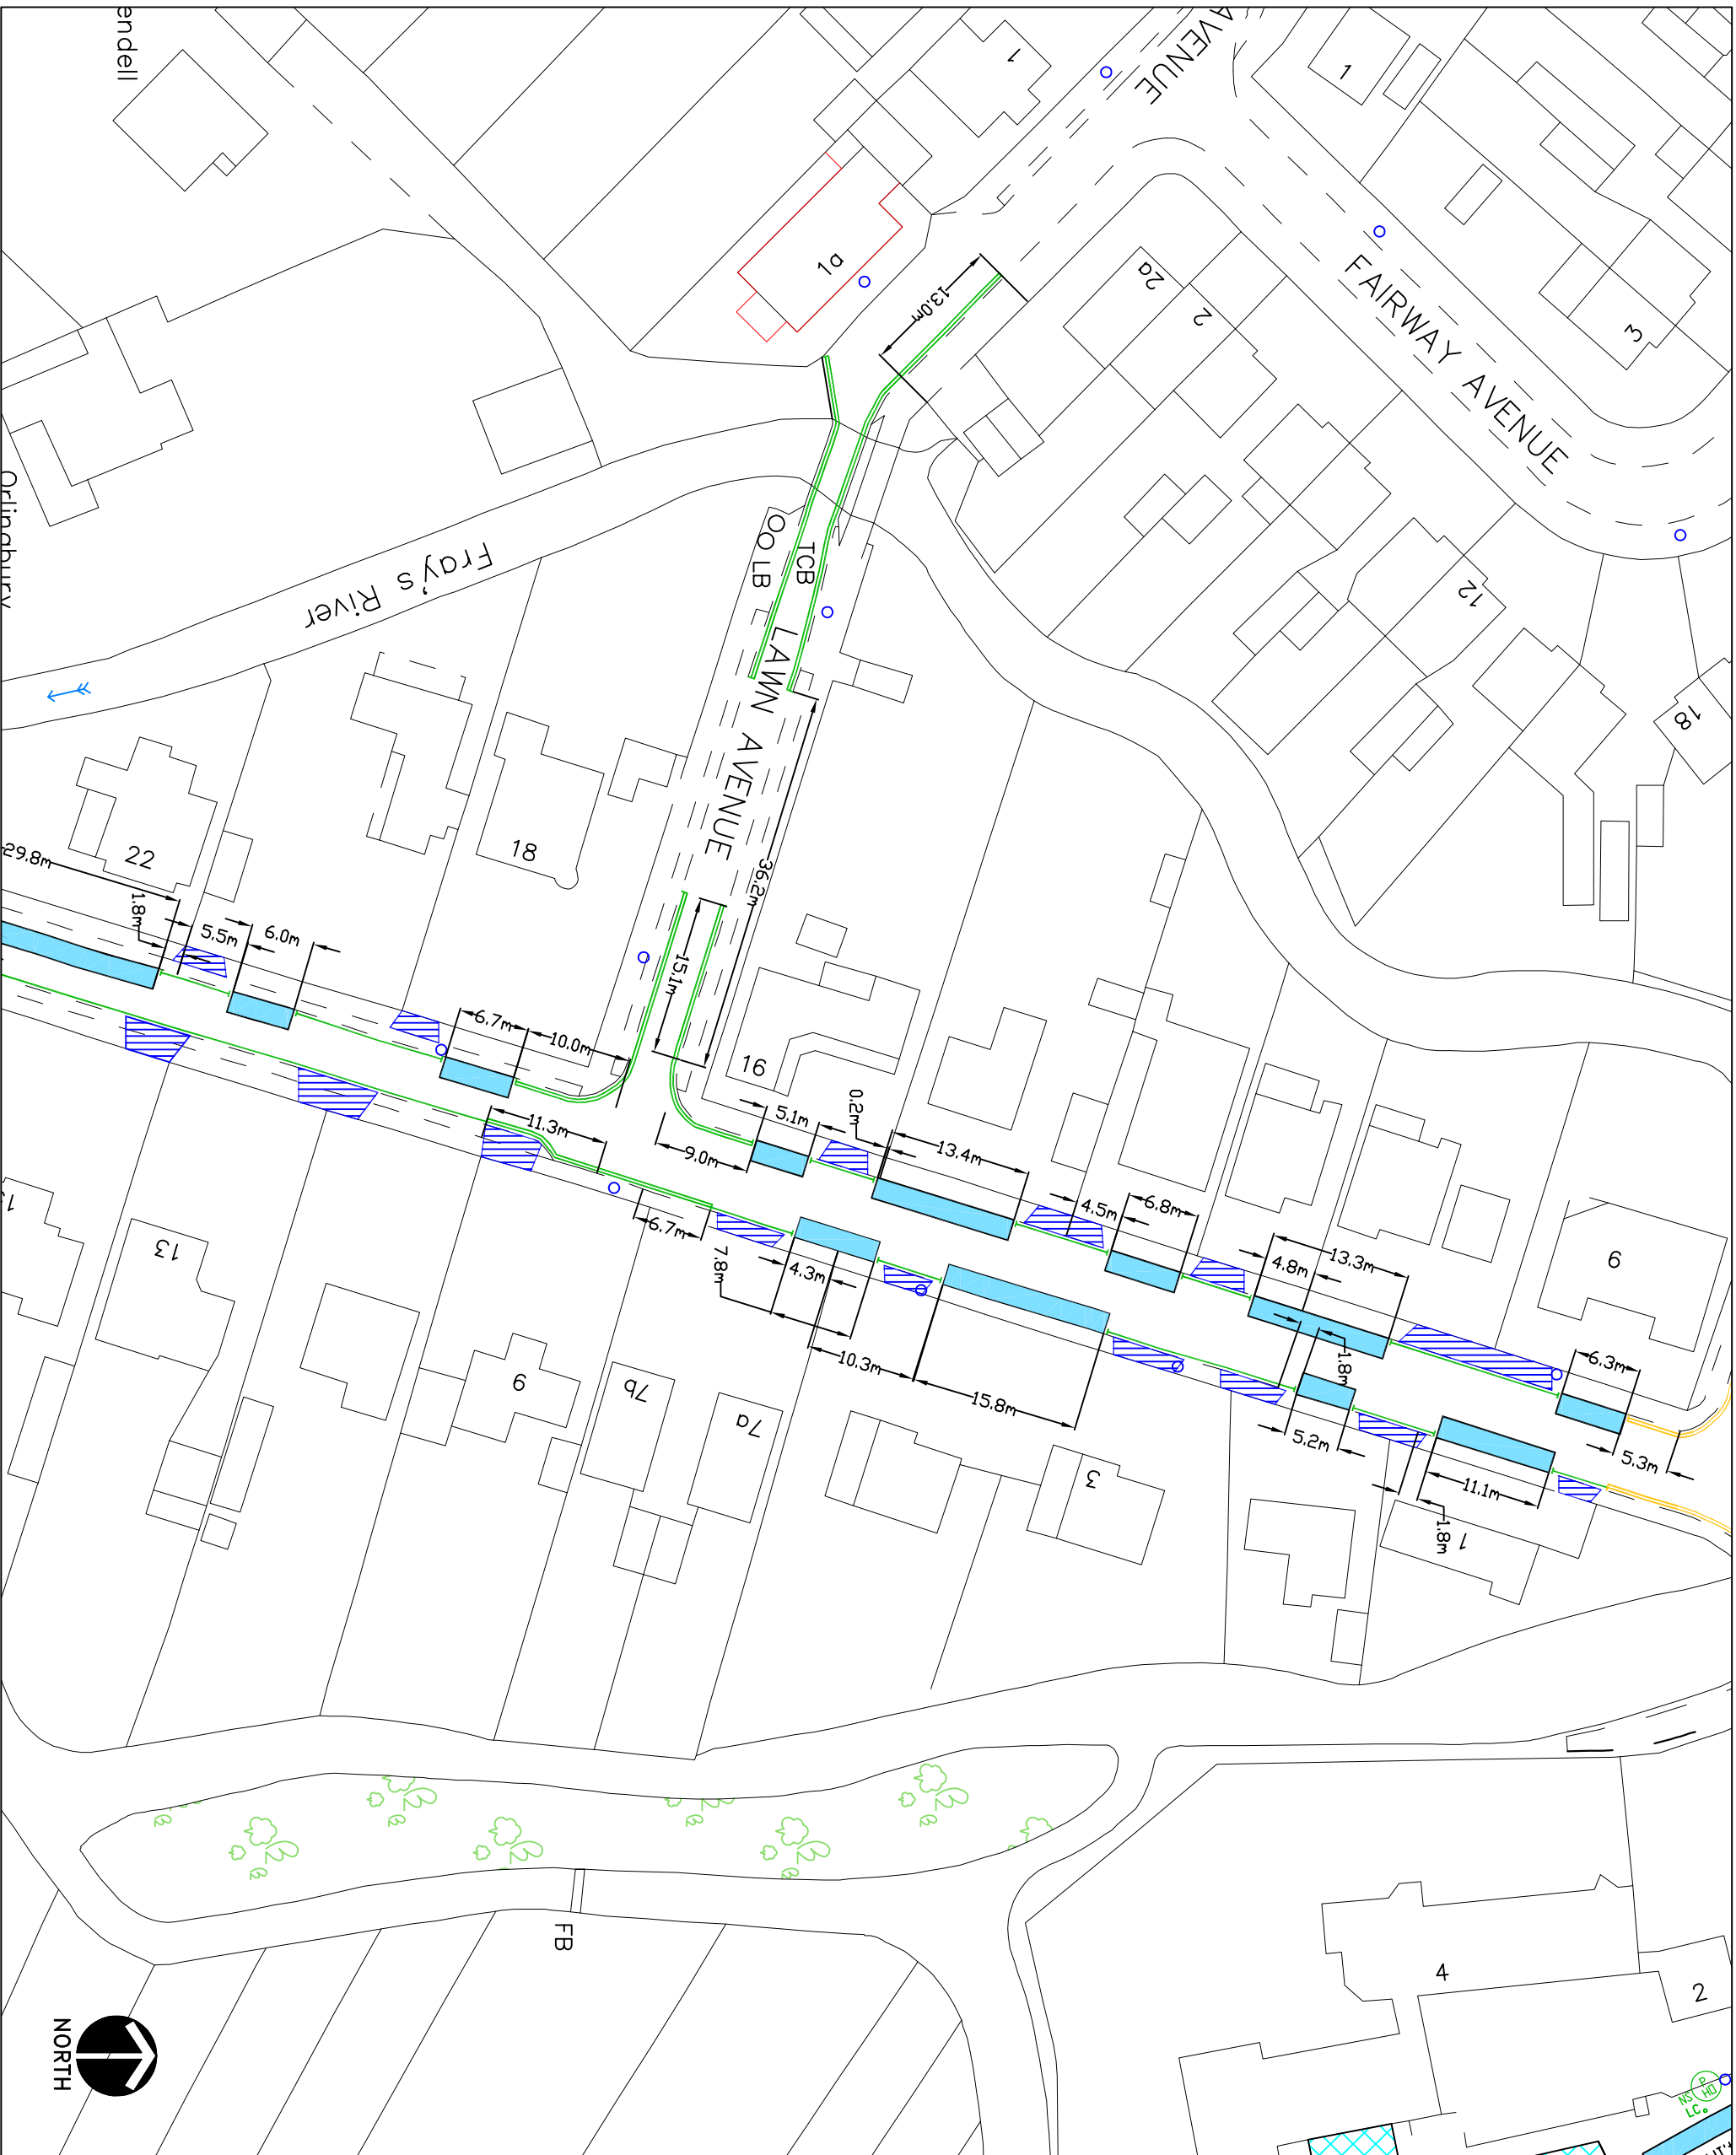 endell
AVENUE
1
1
1a
2a
2
3
FAIRWAY AVENUE
13.0m
12
18
Orlingbury
Fray's River
LB
TCB
LAWN AVENUE
22
18
29.8m
1.8m
5.5m
6.0m
36.2m
15.1m
16
6.7m
10.0m
11.3m
9.0m
5.1m
0.2m
13.4m
4.5m
6.8m
4.8m
13.3m
6
6.3m
5.3m
6.7m
7.8m
4.3m
10.3m
15.8m
1.8m
5.2m
11.1m
1.8m
13
9
7b
7a
3
1
FB
4
2
NORTH
P
HD
NS
LC